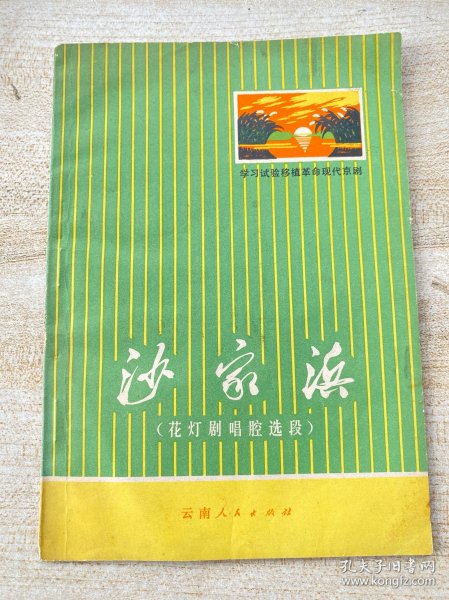 学习试验移植革命现代京剧
沙家浜
（花灯剧唱腔选段）
云南人民出版社
孔夫子旧书网
www.kongfz.com